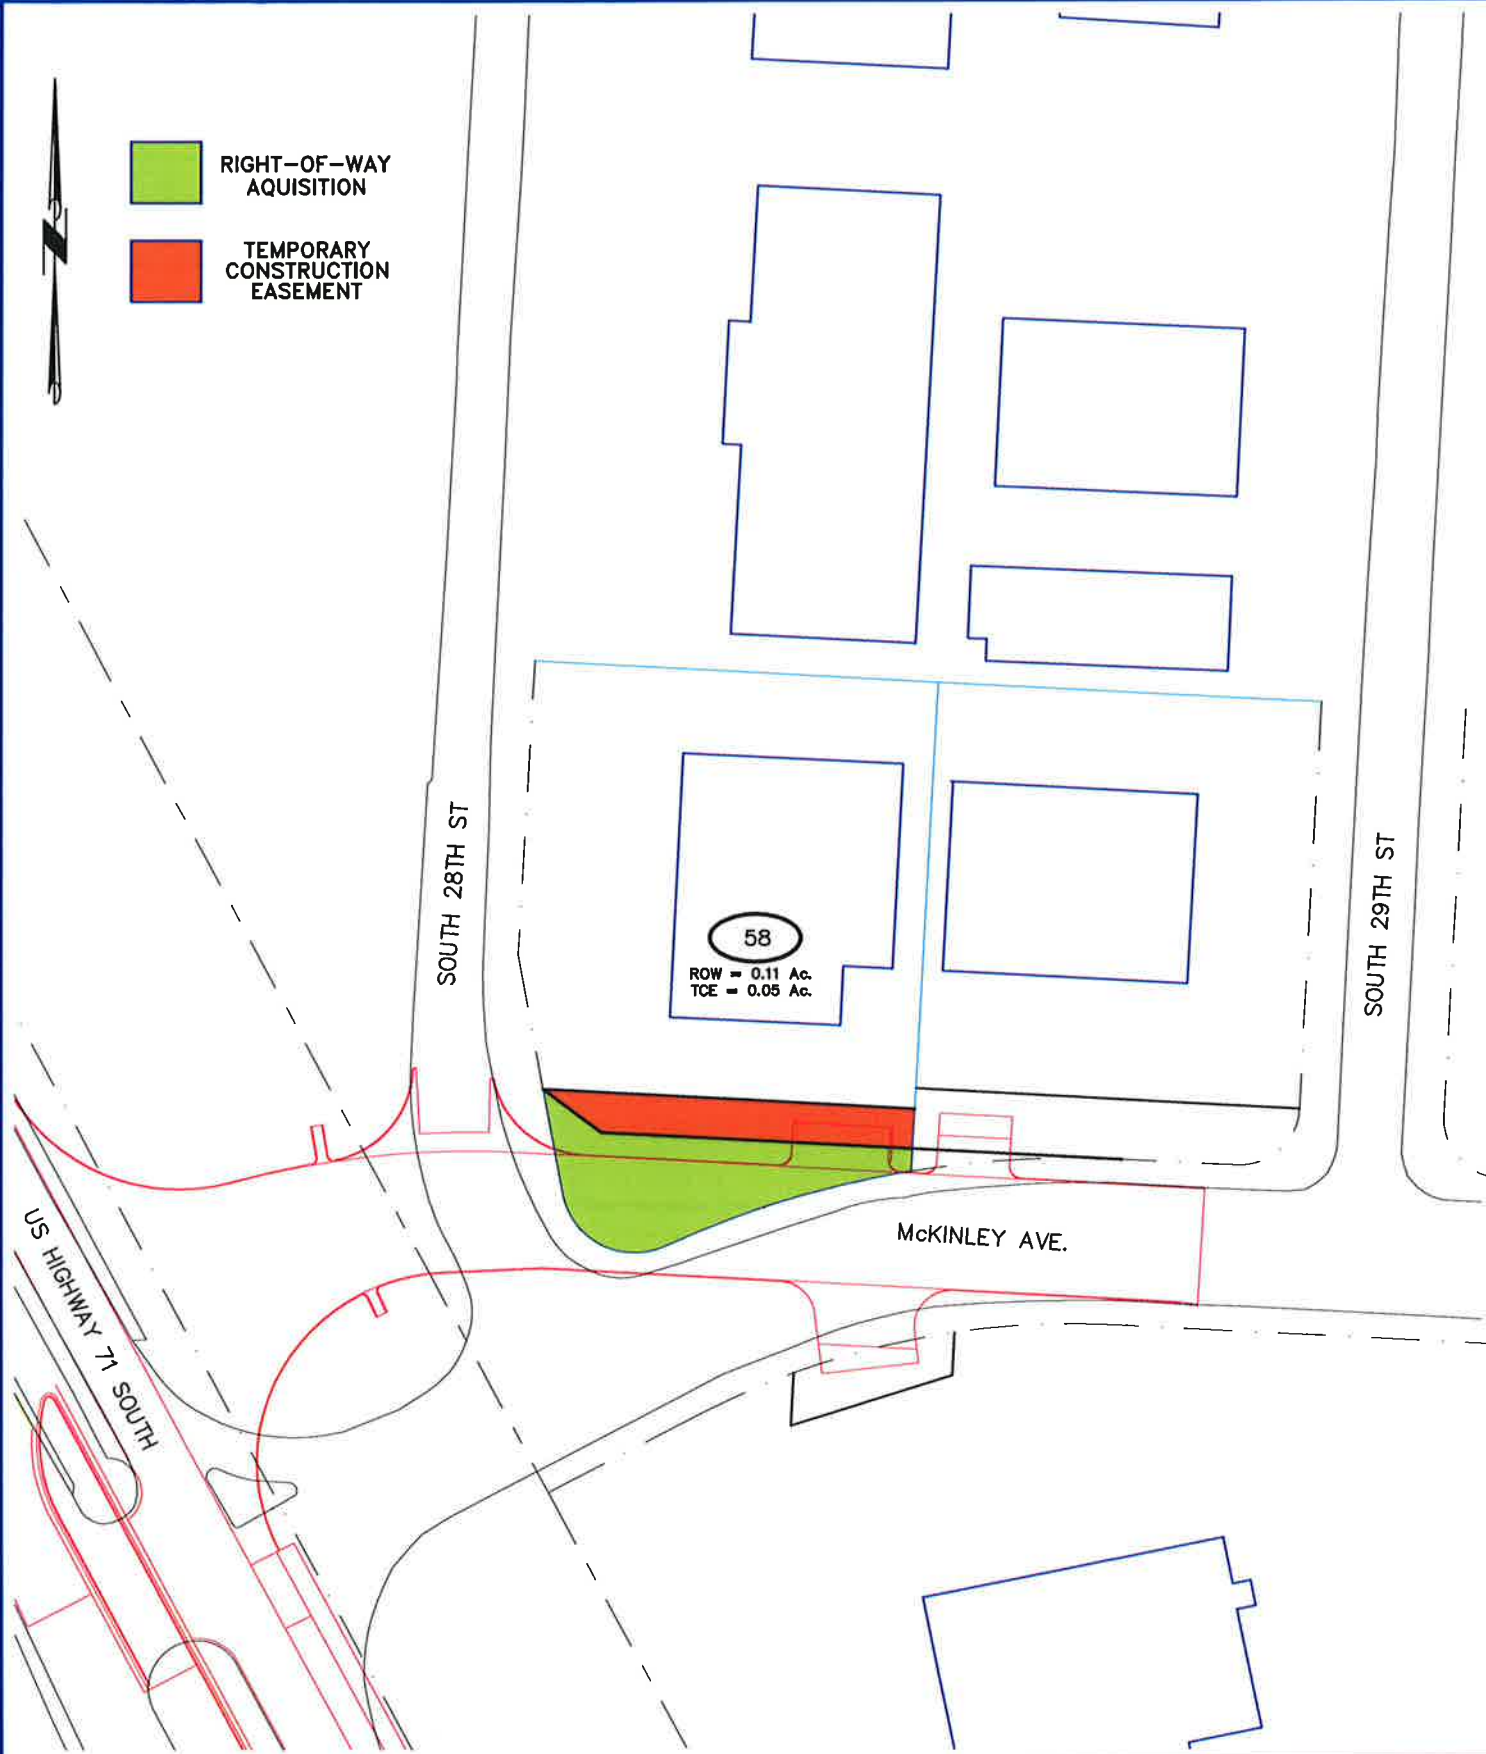 RIGHT-OF-WAY
AQUISITION
TEMPORARY
CONSTRUCTION
EASEMENT
SOUTH 28TH ST
SOUTH 29TH ST
58
ROW = 0.11 Ac.
TCE = 0.05 Ac.
McKINLEY AVE.
US HIGHWAY 71 SOUTH